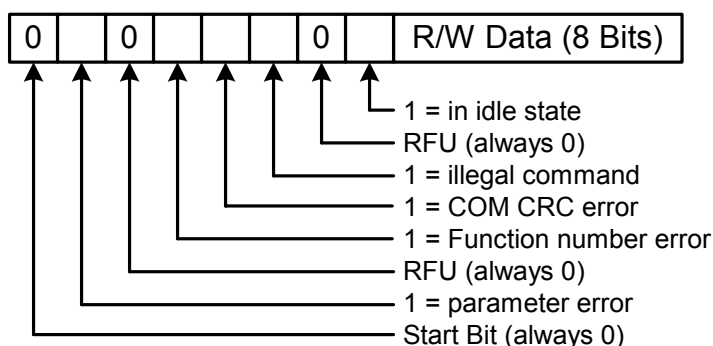 0 0 0 R/W Data (8 Bits)
1 = in idle state
RFU (always 0)
1 = illegal command
1 = COM CRC error
1 = Function number error
RFU (always 0)
1 = parameter error
Start Bit (always 0)